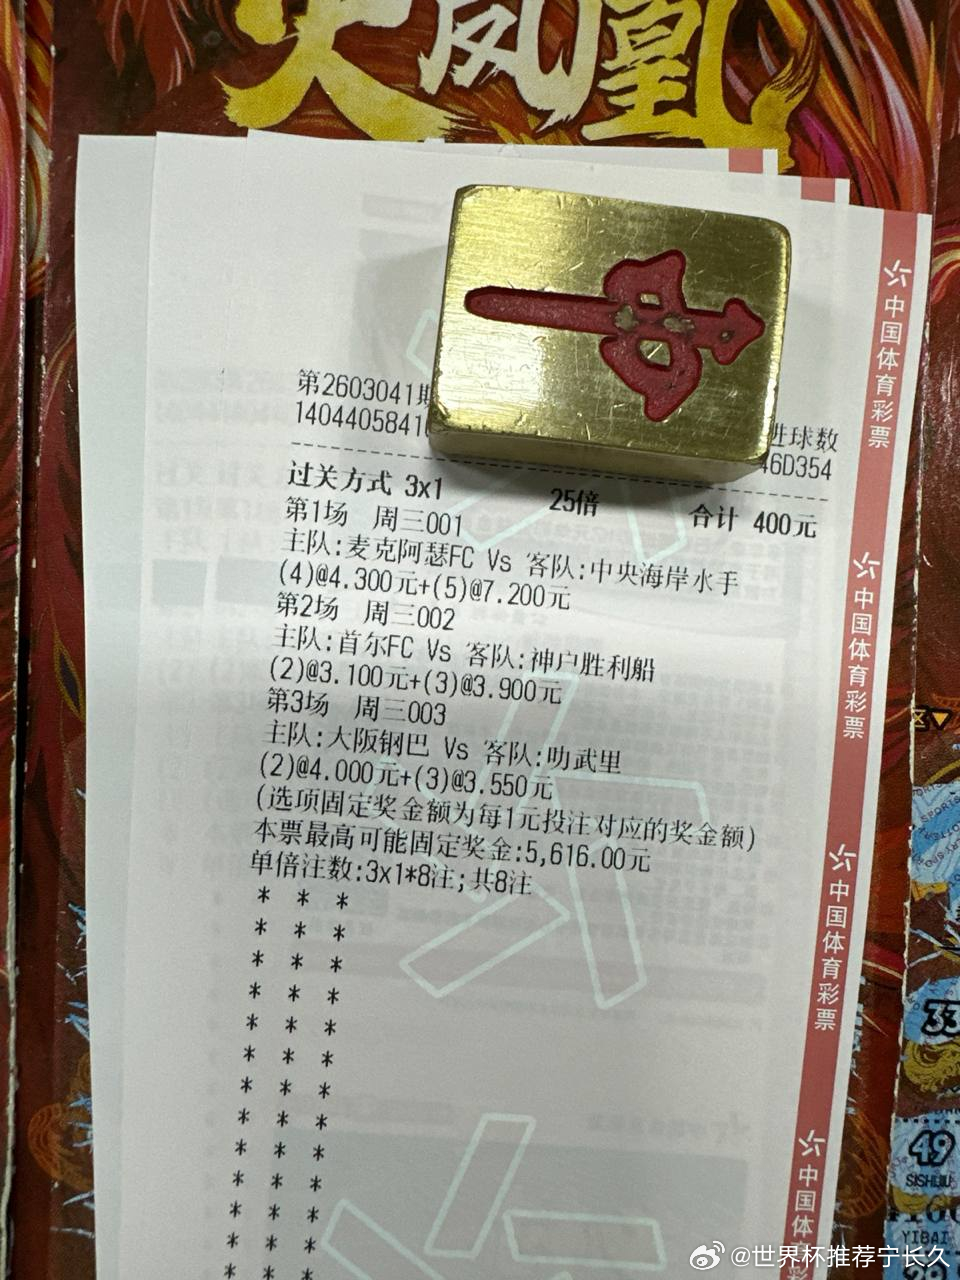 火凤凰
第2603041期
进球数
14044058410
46D354
过关方式 3x1 25倍 合计 400元
第1场 周三001
主队:麦克阿瑟FC Vs 客队:中央海岸水手
(4)@4.300元+(5)@7.200元
第2场 周三002
主队:首尔FC Vs 客队:神户胜利船
(2)@3.100元+(3)@3.900元
第3场 周三003
主队:大阪钢巴 Vs 客队:叻武里
(2)@4.000元+(3)@3.550元
(选项固定奖金额为每1元投注对应的奖金额)
本票最高可能固定奖金:5,616.00元
单倍注数:3x1*8注;共8注
中国体育彩票
中国体育彩票
中国体育彩票
中国体育彩票
33
49
SISHIJIU
YIBAI
@世界杯推荐宁长久